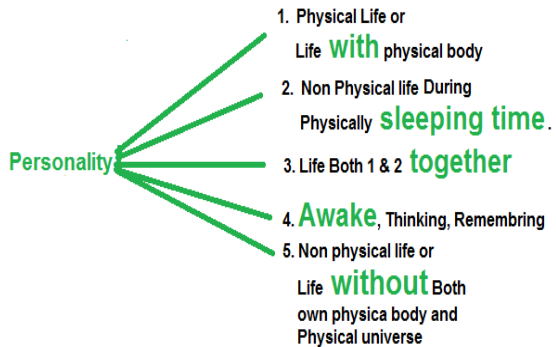 1. Physical Life or
Life with physical body
2. Non Physical life During
Physically sleeping time.
Personality
3. Life Both 1 & 2 together
4. Awake, Thinking, Remembring
5. Non physical life or
Life without Both
own physica body and
Physical universe